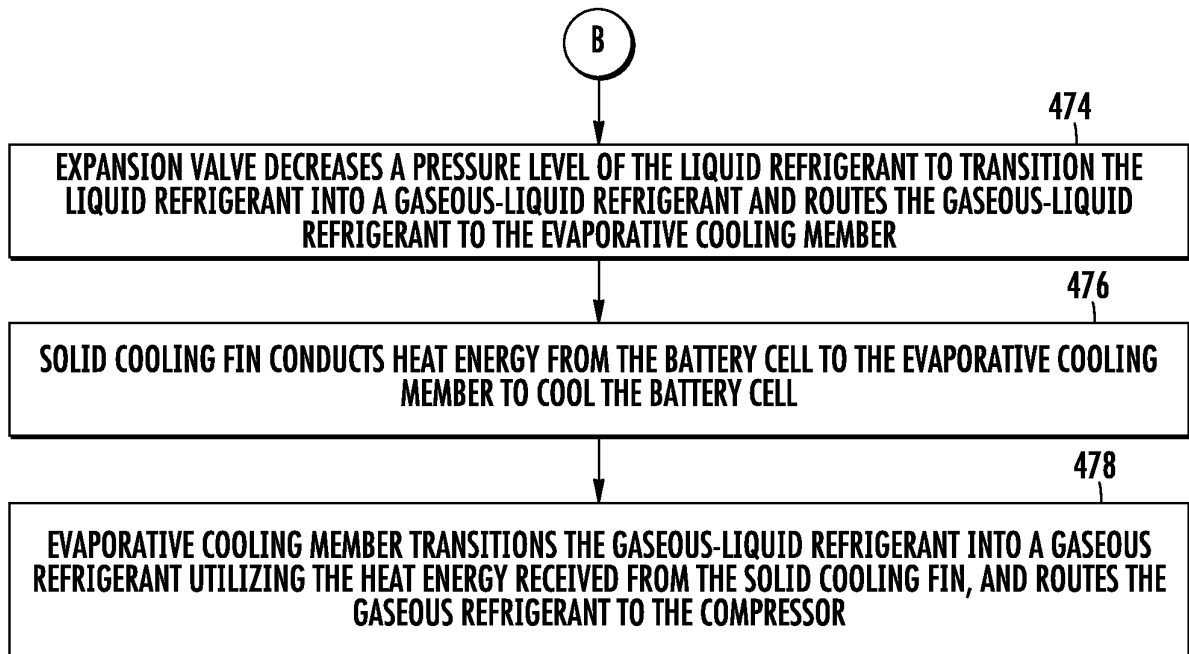 B
474
EXPANSION VALVE DECREASES A PRESSURE LEVEL OF THE LIQUID REFRIGERANT TO TRANSITION THE
LIQUID REFRIGERANT INTO A GASEOUS-LIQUID REFRIGERANT AND ROUTES THE GASEOUS-LIQUID
REFRIGERANT TO THE EVAPORATIVE COOLING MEMBER
476
SOLID COOLING FIN CONDUCTS HEAT ENERGY FROM THE BATTERY CELL TO THE EVAPORATIVE COOLING
MEMBER TO COOL THE BATTERY CELL
478
EVAPORATIVE COOLING MEMBER TRANSITIONS THE GASEOUS-LIQUID REFRIGERANT INTO A GASEOUS
REFRIGERANT UTILIZING THE HEAT ENERGY RECEIVED FROM THE SOLID COOLING FIN, AND ROUTES THE
GASEOUS REFRIGERANT TO THE COMPRESSOR